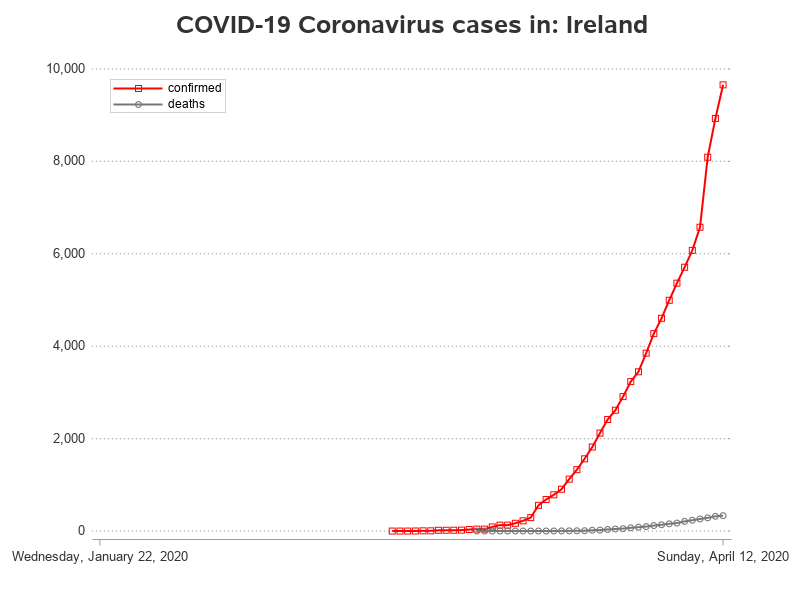 COVID-19 Coronavirus cases in: Ireland
10,000
confirmed
deaths
8,000
6,000
4,000
2,000
0
Wednesday, January 22, 2020
Sunday, April 12, 2020